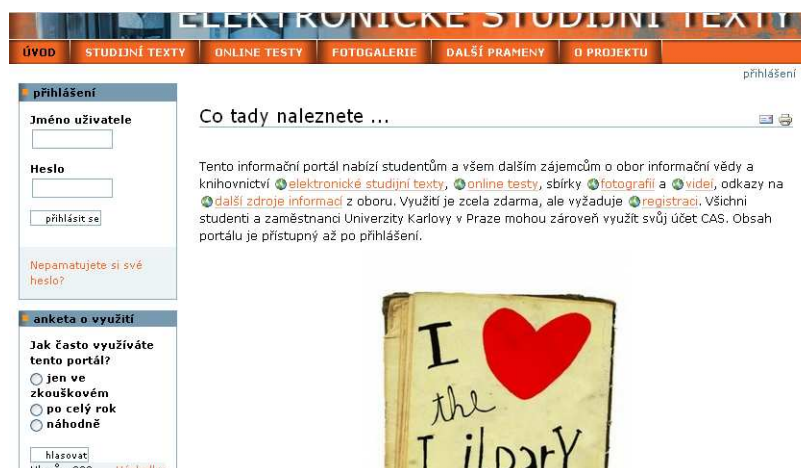 ELEKTRONICKÉ STUDIJNÍ TEXTY
ÚVOD STUDIJNÍ TEXTY ONLINE TESTY FOTOGALERIE DALŠÍ PRAMENY O PROJEKTU
přihlášení
přihlášení
Jméno uživatele
Heslo
přihlásit se
Nepamatujete si své
heslo?
anketa o využití
Jak často využíváte
tento portál?
jen ve
zkouškovém
po celý rok
náhodně
hlasovat
Co tady naleznete ...
Tento informační portál nabízí studentům a všem dalším zájemcům o obor informační vědy a
knihovnictví elektronické studijní texty, online testy, sbírky fotografií a videí, odkazy na
další zdroje informací z oboru. Využití je zcela zdarma, ale vyžaduje registraci. Všichni
studenti a zaměstnanci Univerzity Karlovy v Praze mohou zároveň využít svůj účet CAS. Obsah
portálu je přístupný až po přihlášení.
I
the
LibrarY